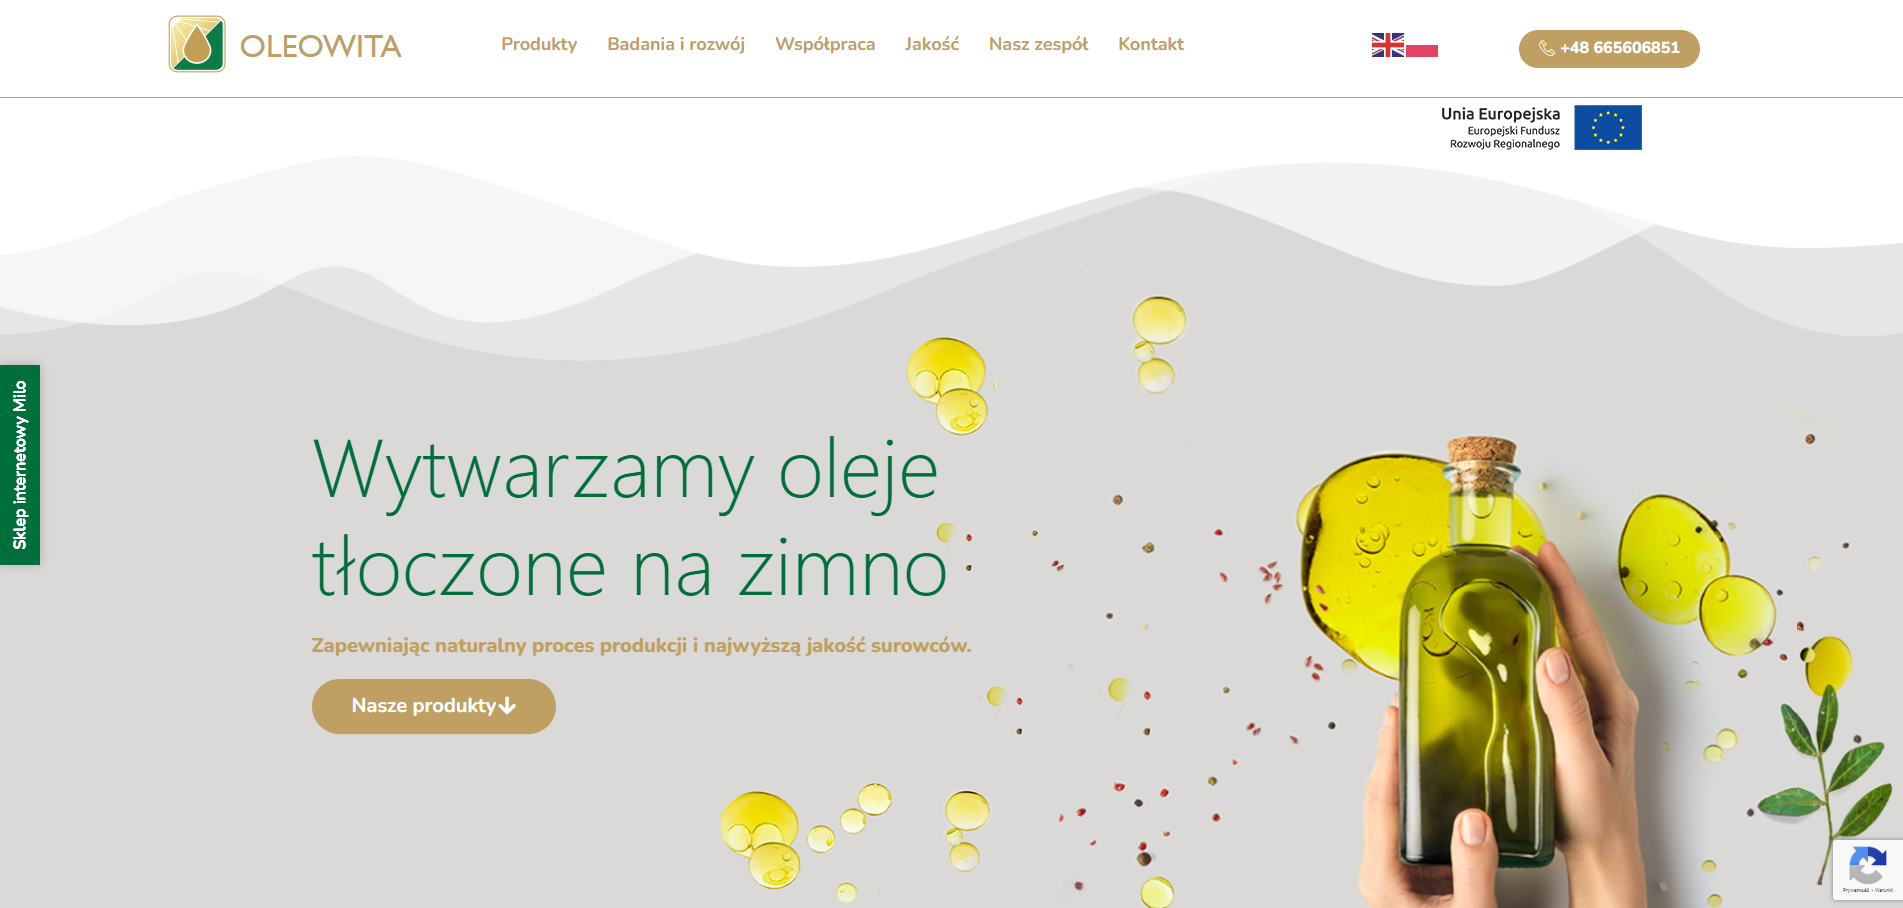 OLEOWITA
Produkty
Badania i rozwój
Współpraca
Jakość
Nasz zespół
Kontakt
+48 665606851
Unia Europejska
Europejski Fundusz
Rozwoju Regionalnego
Sklep internetowy Milo
Wytwarzamy oleje
tłoczone na zimno
Zapewniając naturalny proces produkcji i najwyższą jakość surowców.
Nasze produkty
Prywatność - Warunki